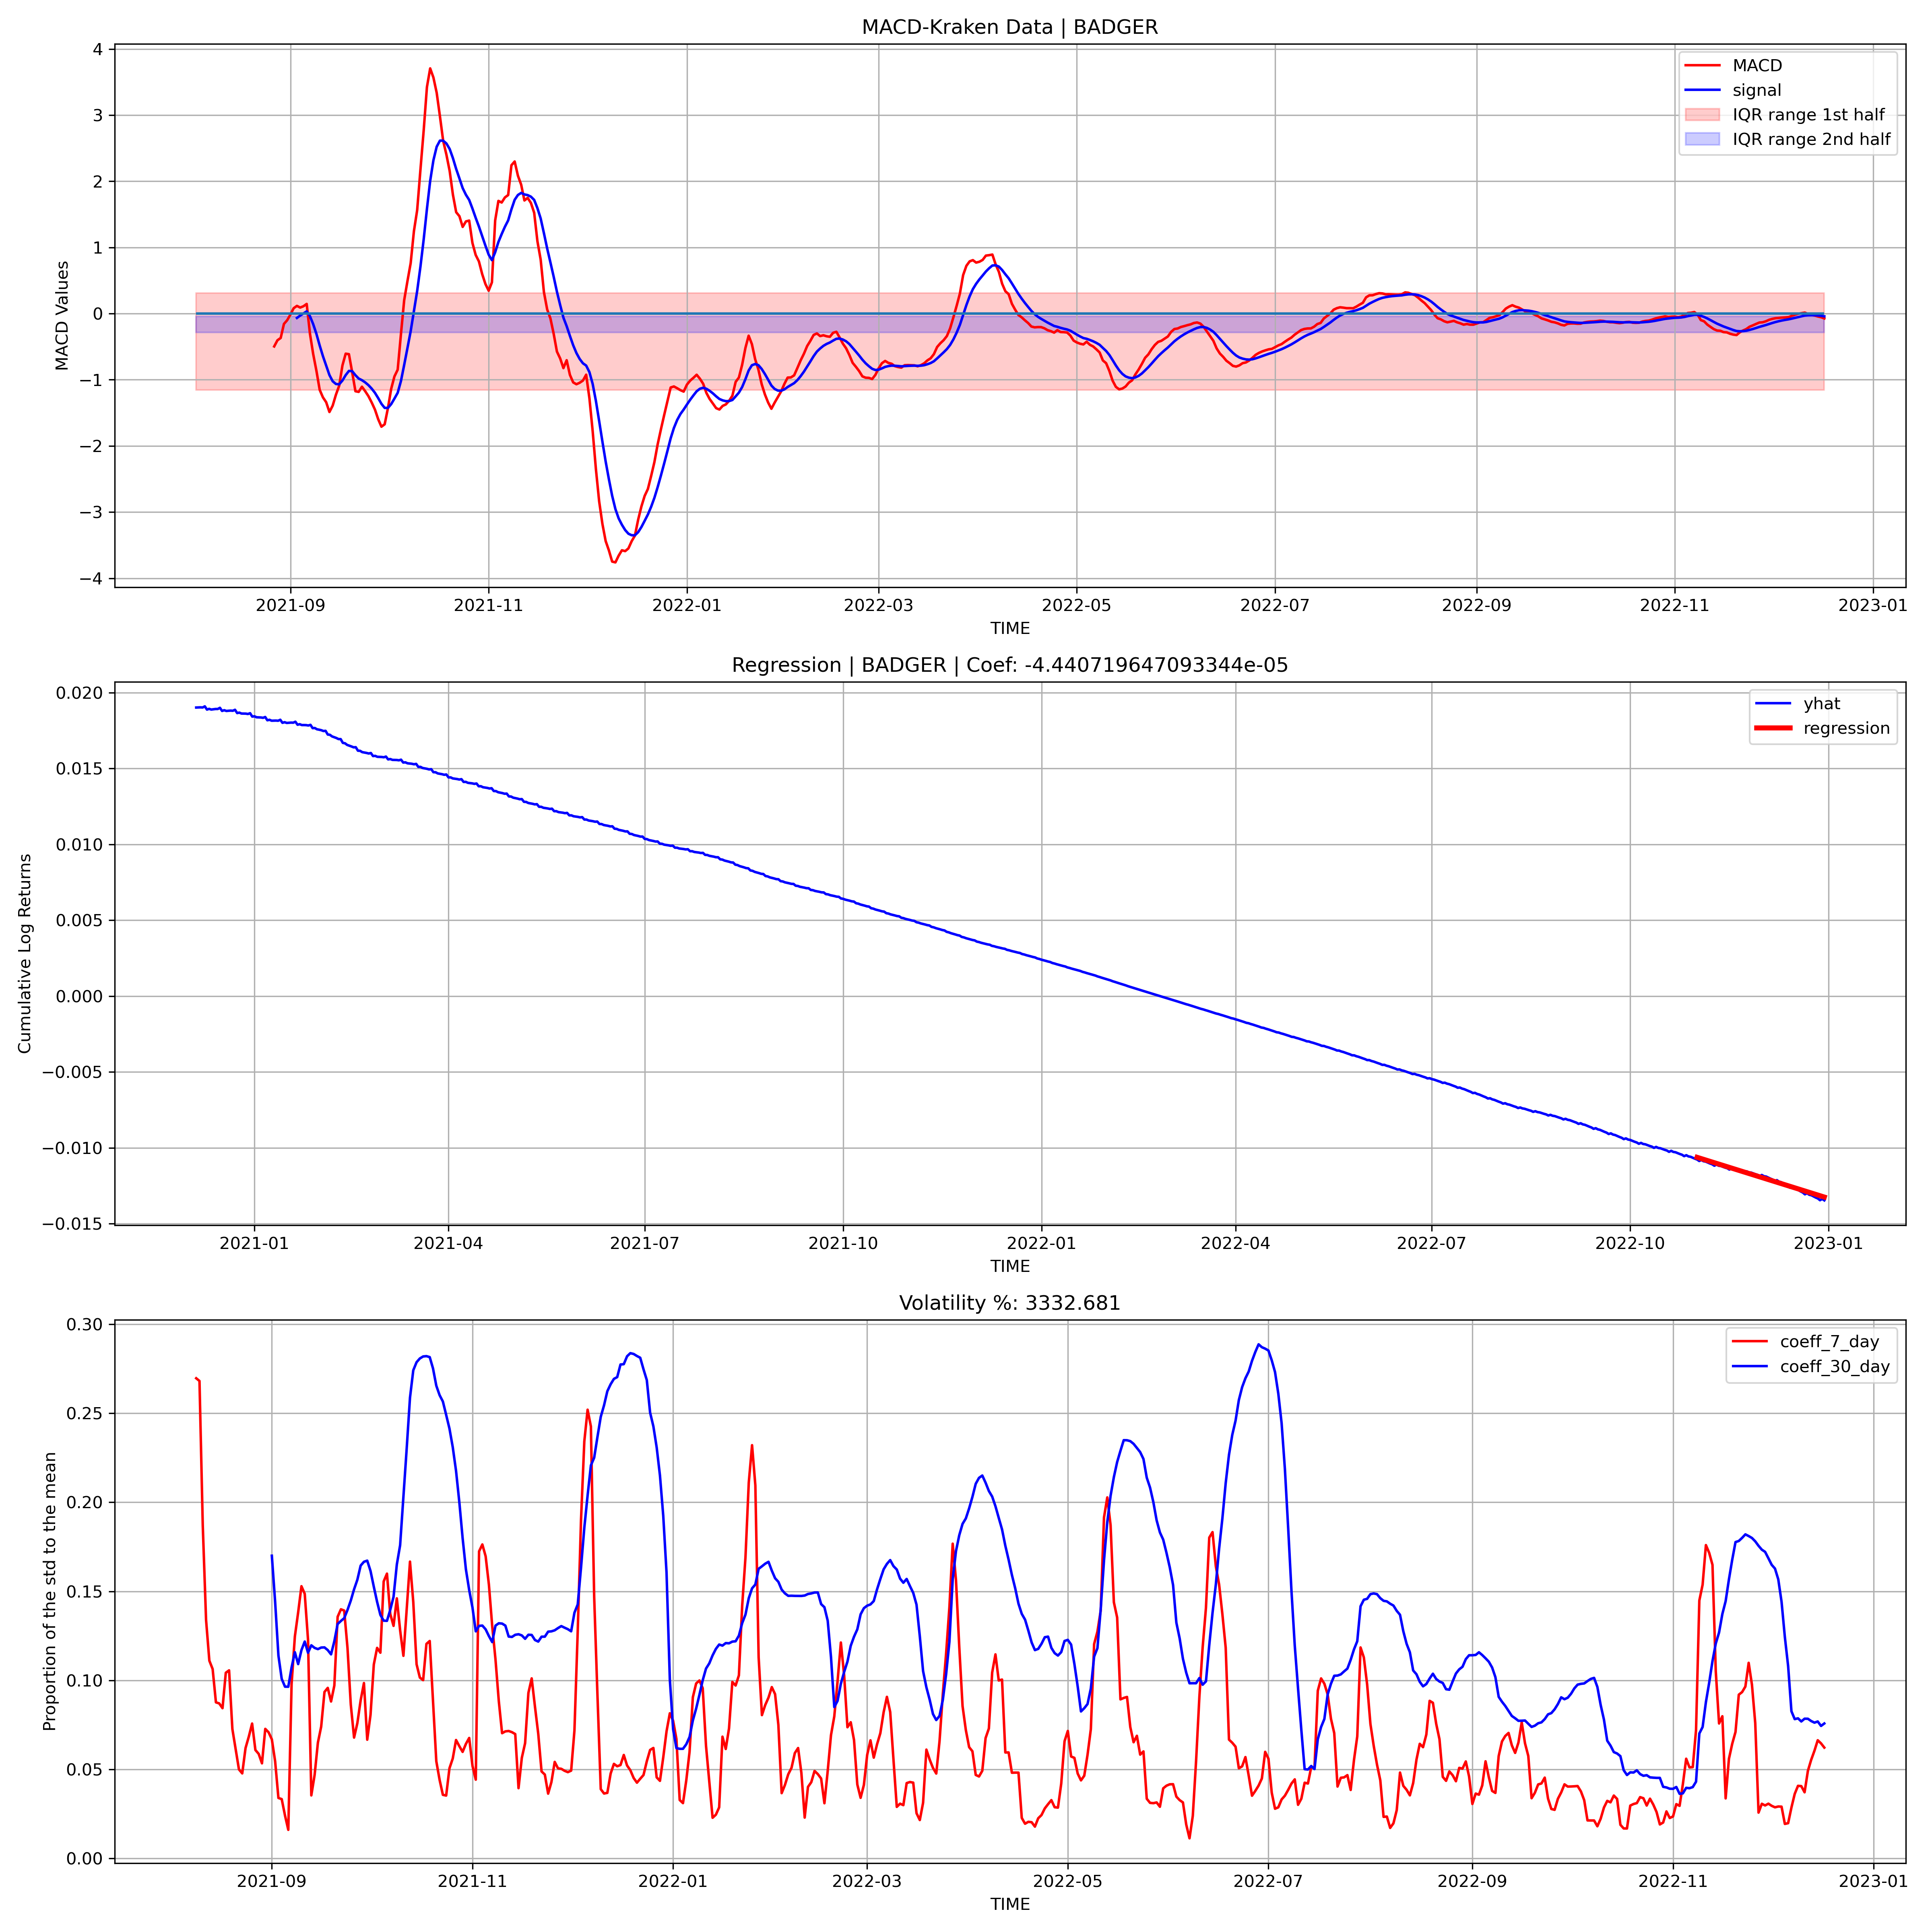 MACD-Kraken Data | BADGER
MACD Values
4
3
2
1
0
−1
−2
−3
−4
MACD
signal
IQR range 1st half
IQR range 2nd half
2021-09 2021-11 2022-01 2022-03 2022-05 2022-07 2022-09 2022-11 2023-01
TIME
Regression | BADGER | Coef: -4.440719647093344e-05
Cumulative Log Returns
0.020
0.015
0.010
0.005
0.000
−0.005
−0.010
−0.015
yhat
regression
2021-01 2021-04 2021-07 2021-10 2022-01 2022-04 2022-07 2022-10 2023-01
TIME
Volatility %: 3332.681
Proportion of the std to the mean
0.30
0.25
0.20
0.15
0.10
0.05
0.00
coeff_7_day
coeff_30_day
2021-09 2021-11 2022-01 2022-03 2022-05 2022-07 2022-09 2022-11 2023-01
TIME